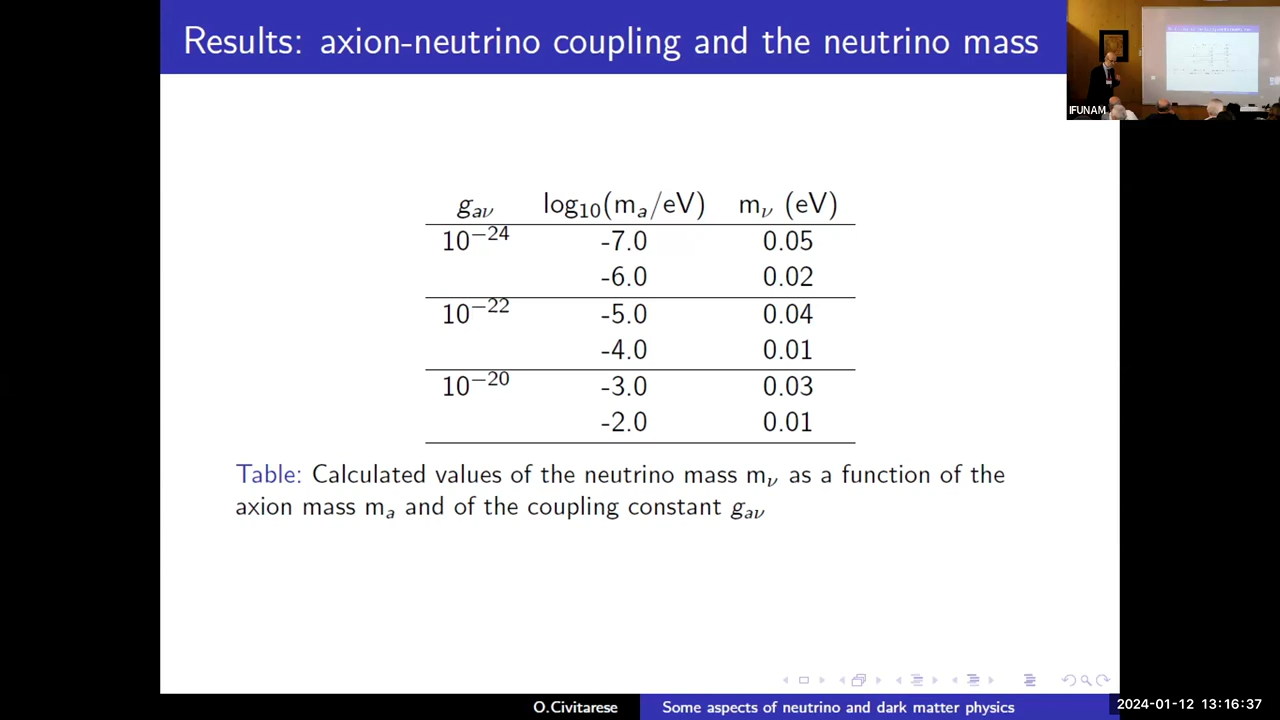 Results: axion-neutrino coupling and the neutrino mass
IFUNAM
g_{aν} log₁₀(m_a/eV) m_ν (eV)
10⁻²⁴ -7.0 0.05
-6.0 0.02
10⁻²² -5.0 0.04
-4.0 0.01
10⁻²⁰ -3.0 0.03
-2.0 0.01
Table: Calculated values of the neutrino mass m_ν as a function of the
axion mass m_a and of the coupling constant g_{aν}
O.Civitarese Some aspects of neutrino and dark matter physics
2024-01-12 13:16:37